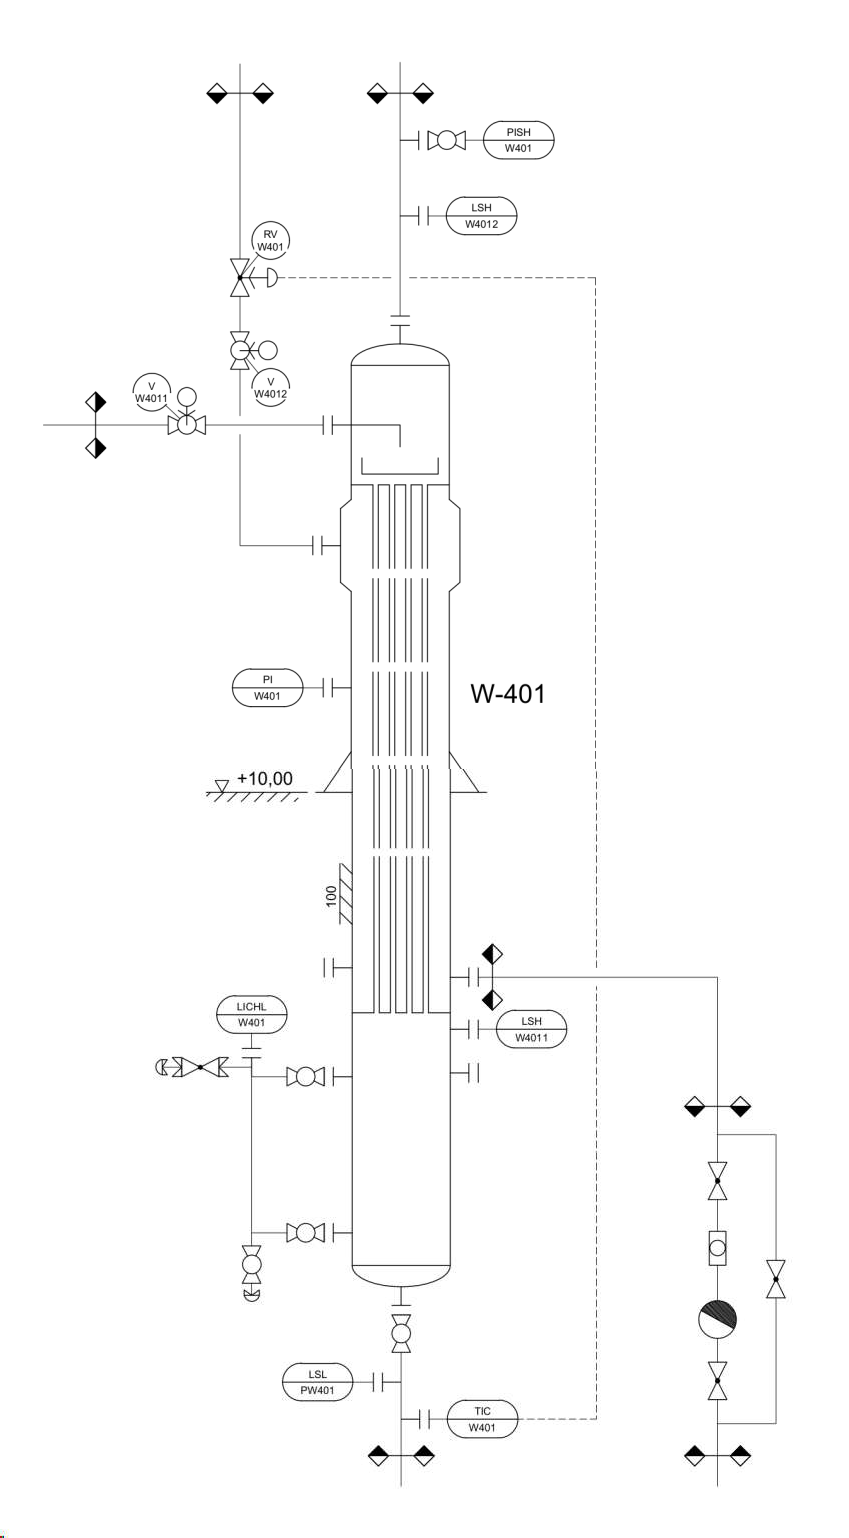 PISH
W401
LSH
W4012
RV
W401
V
W4011
V
W4012
PI
W401
W-401
+10,00
100
LICHL
W401
LSH
W4011
LSL
PW401
TIC
W401